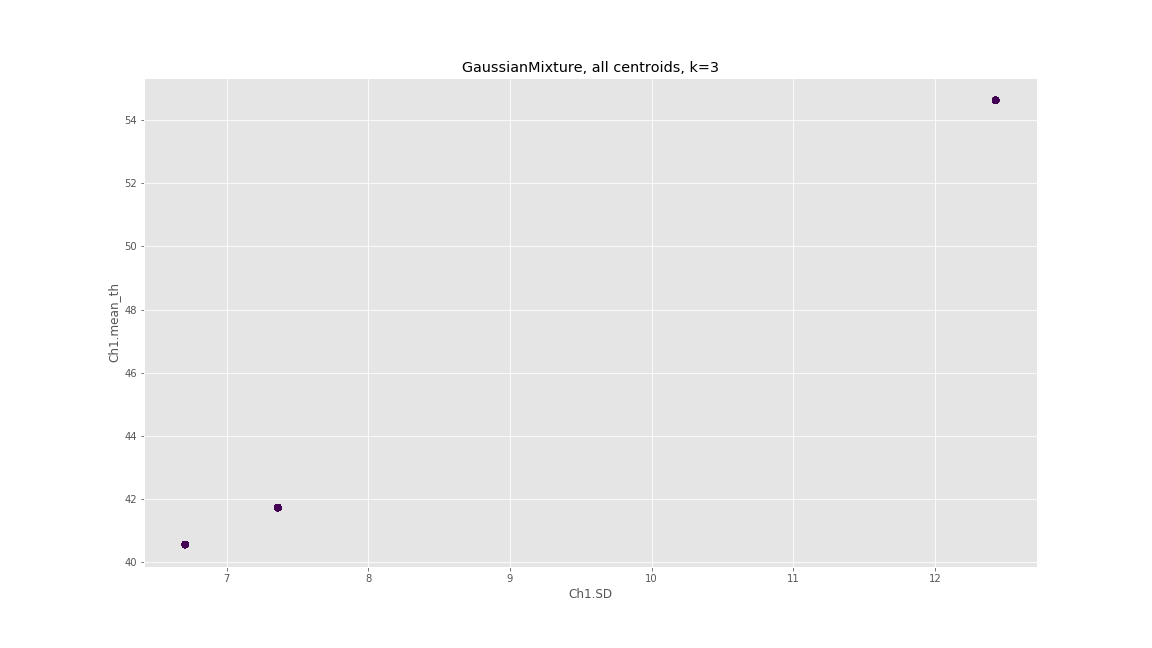 GaussianMixture, all centroids, k=3
54
52
50
48
46
44
42
40
Ch1.mean_th
7 8 9 10 11 12
Ch1.SD